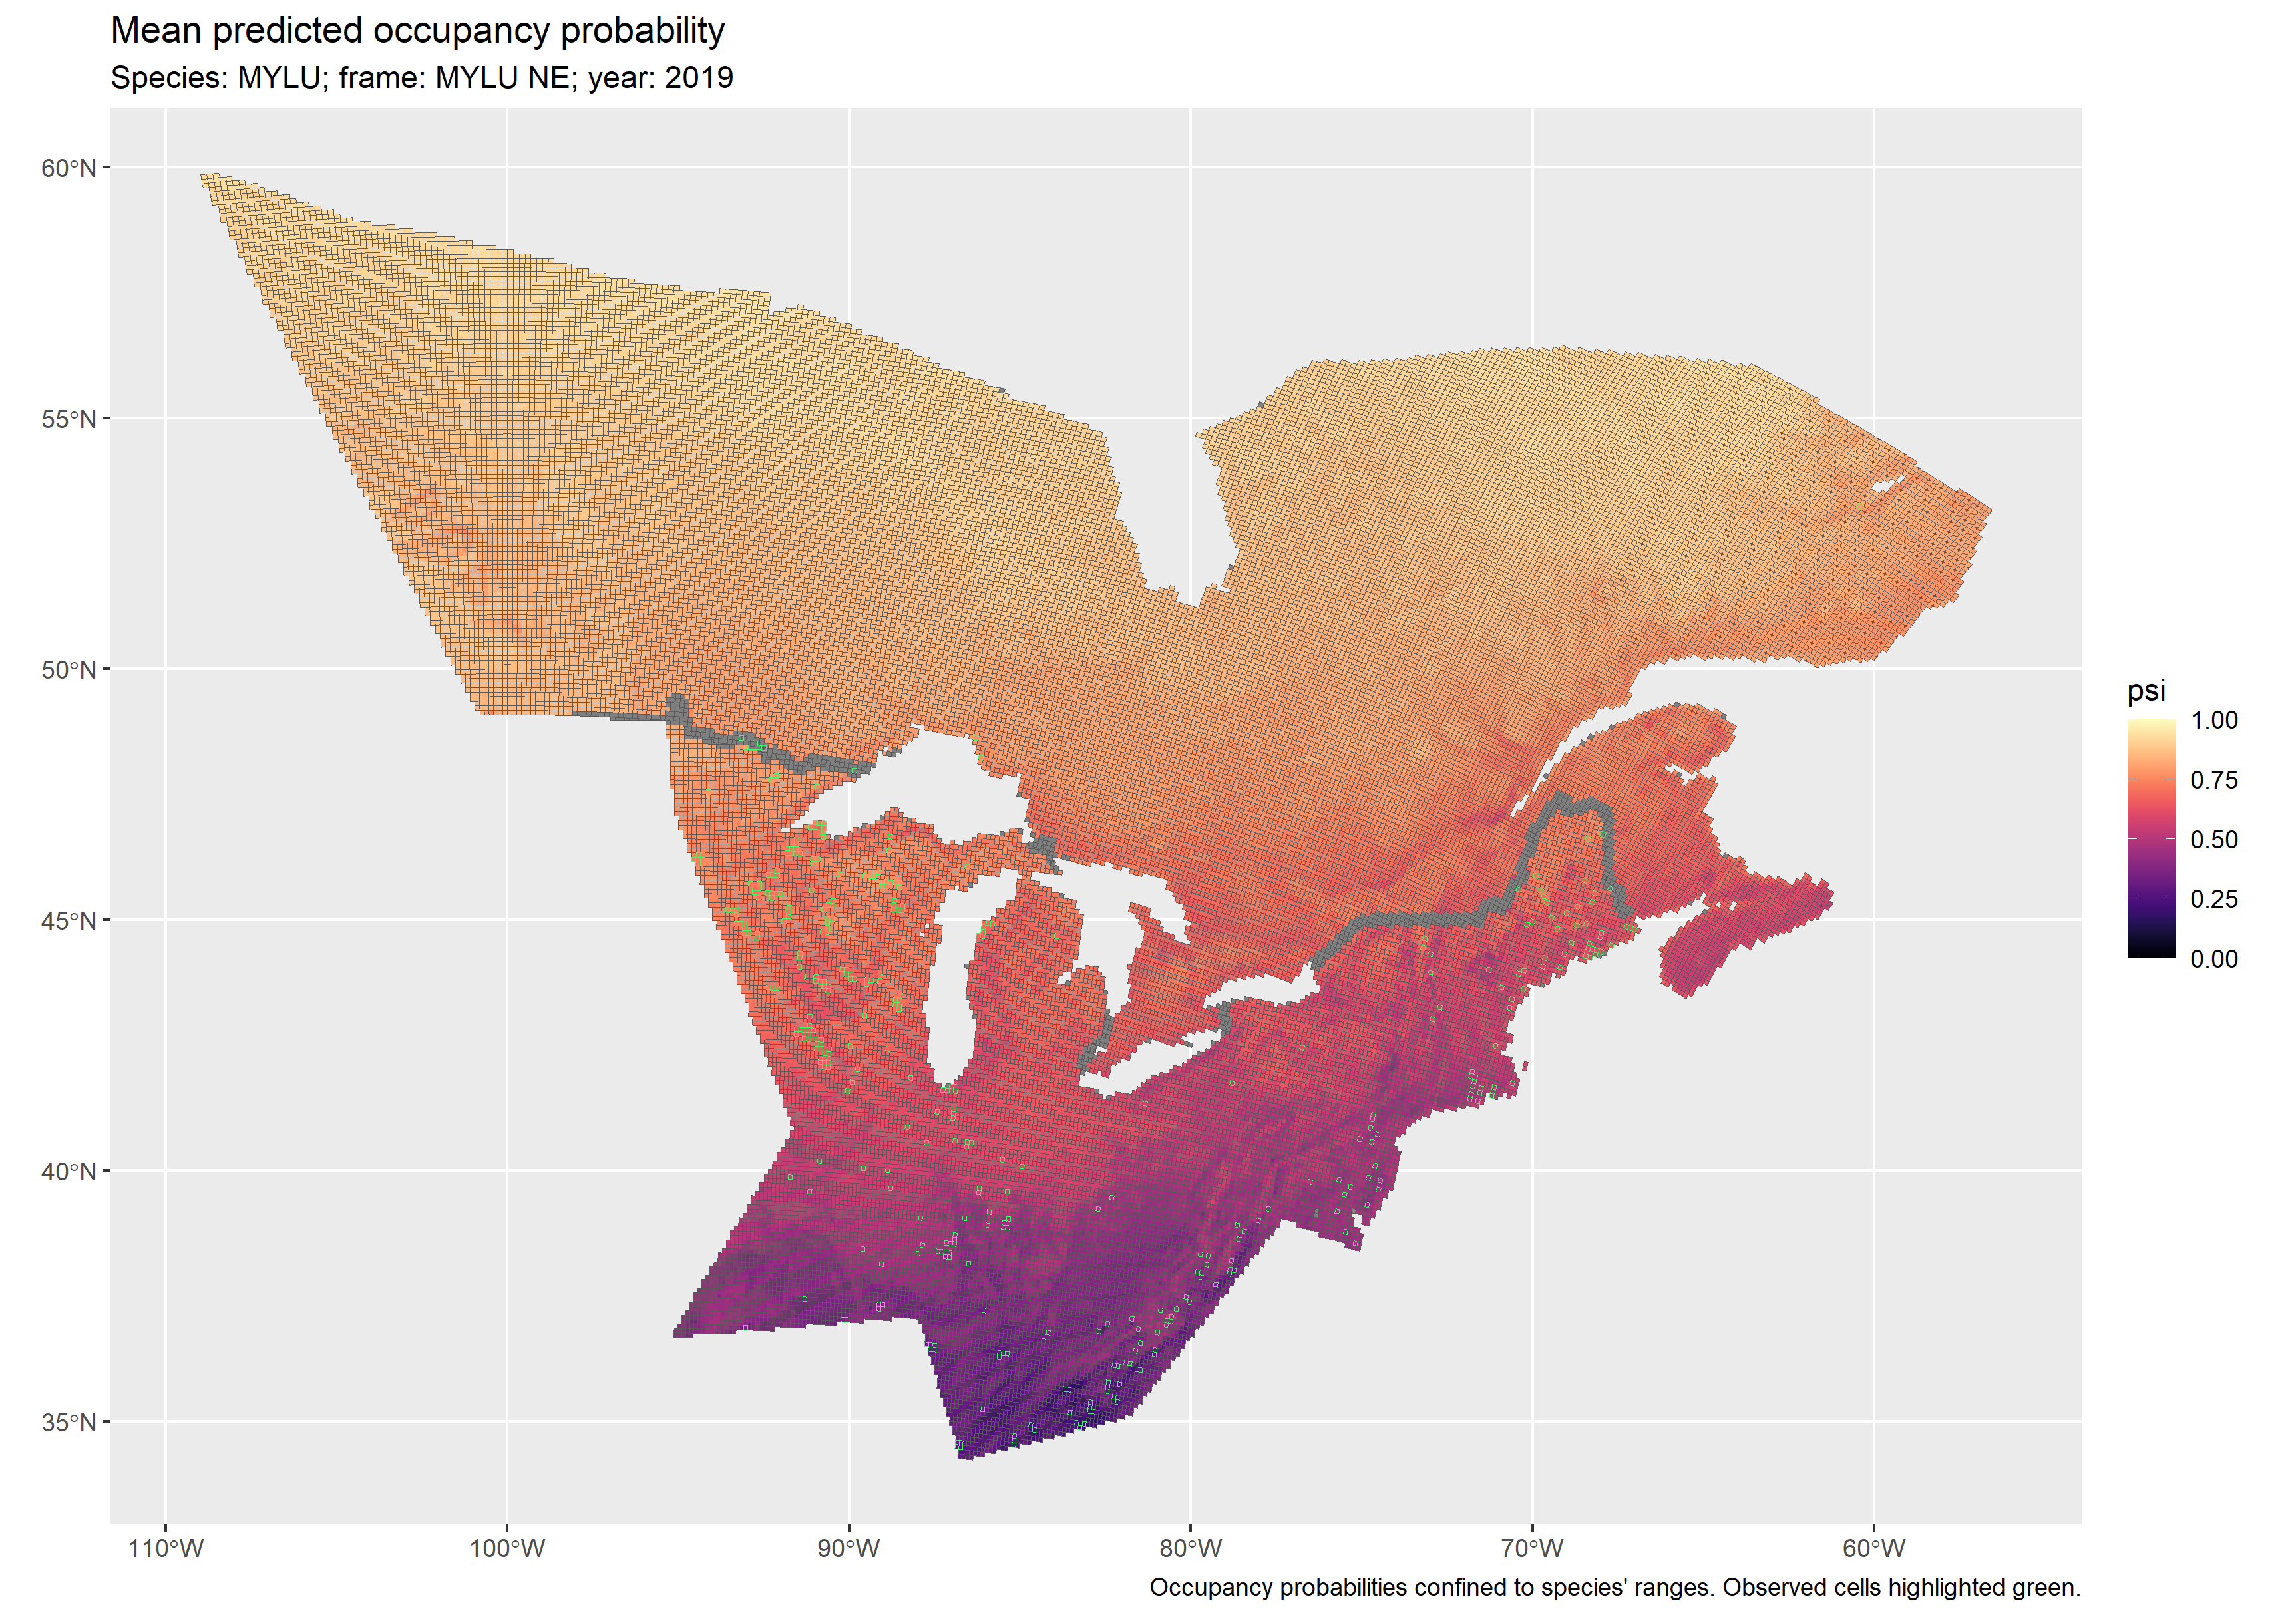 Mean predicted occupancy probability
Species: MYLU; frame: MYLU NE; year: 2019
60°N
55°N
50°N
45°N
40°N
35°N
110°W
100°W
90°W
80°W
70°W
60°W
psi
1.00
0.75
0.50
0.25
0.00
Occupancy probabilities confined to species' ranges. Observed cells highlighted green.